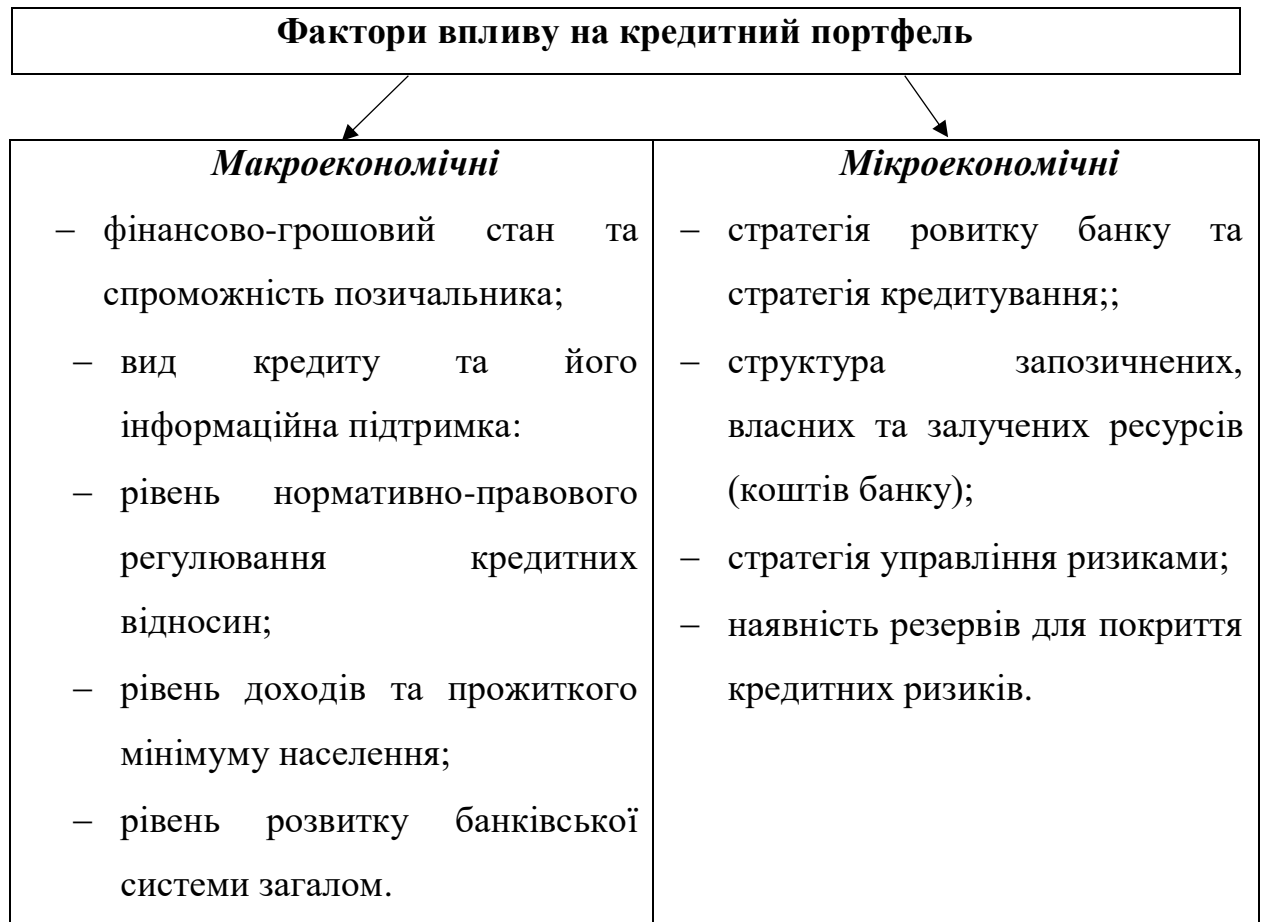 Фактори впливу на кредитний портфель
Макроекономічні
– фінансово-грошовий стан та
спроможність позичальника;
– вид кредиту та його
інформаційна підтримка:
– рівень нормативно-правового
регулювання кредитних
відносин;
– рівень доходів та прожиткого
мінімуму населення;
– рівень розвитку банківської
системи загалом.
Мікроекономічні
– стратегія ровитку банку та
стратегія кредитування;;
– структура запозичнених,
власних та залучених ресурсів
(коштів банку);
– стратегія управління ризиками;
– наявність резервів для покриття
кредитних ризиків.